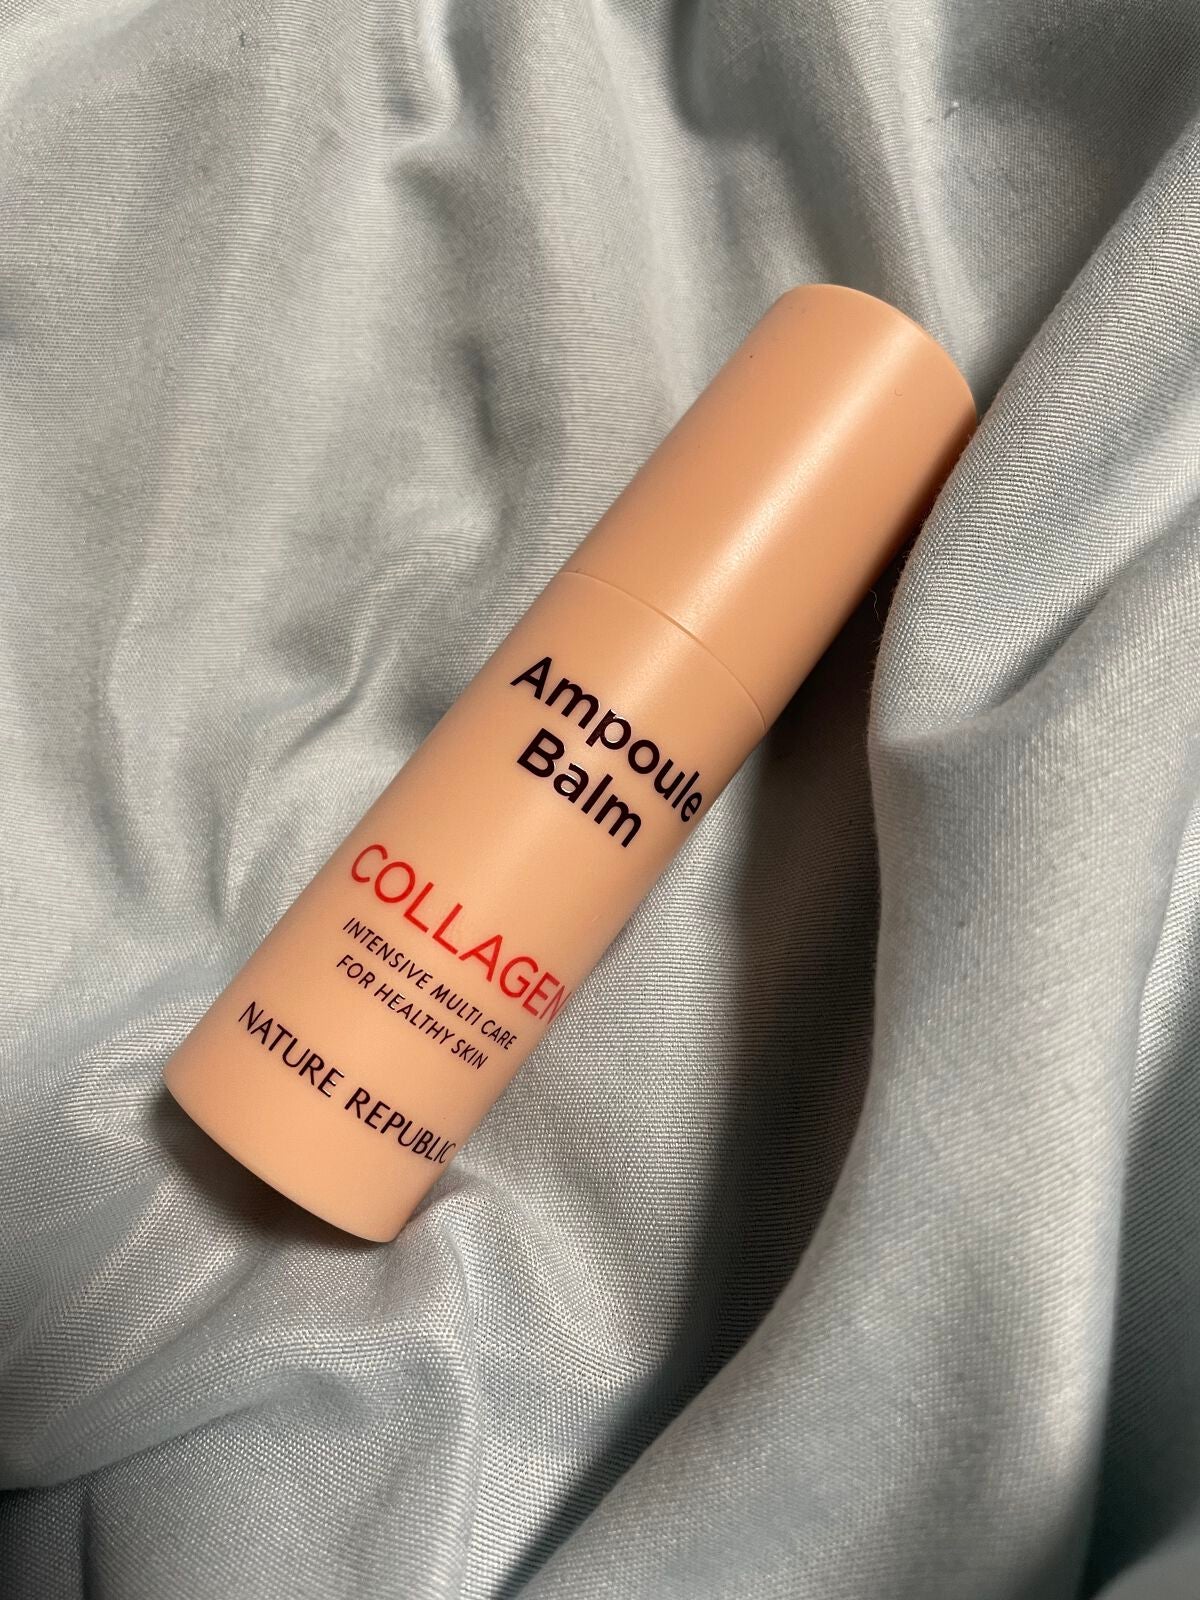 Ampoule
Balm
COLLAGEN
INTENSIVE MULTI CARE
FOR HEALTHY SKIN
NATURE REPUBLIC